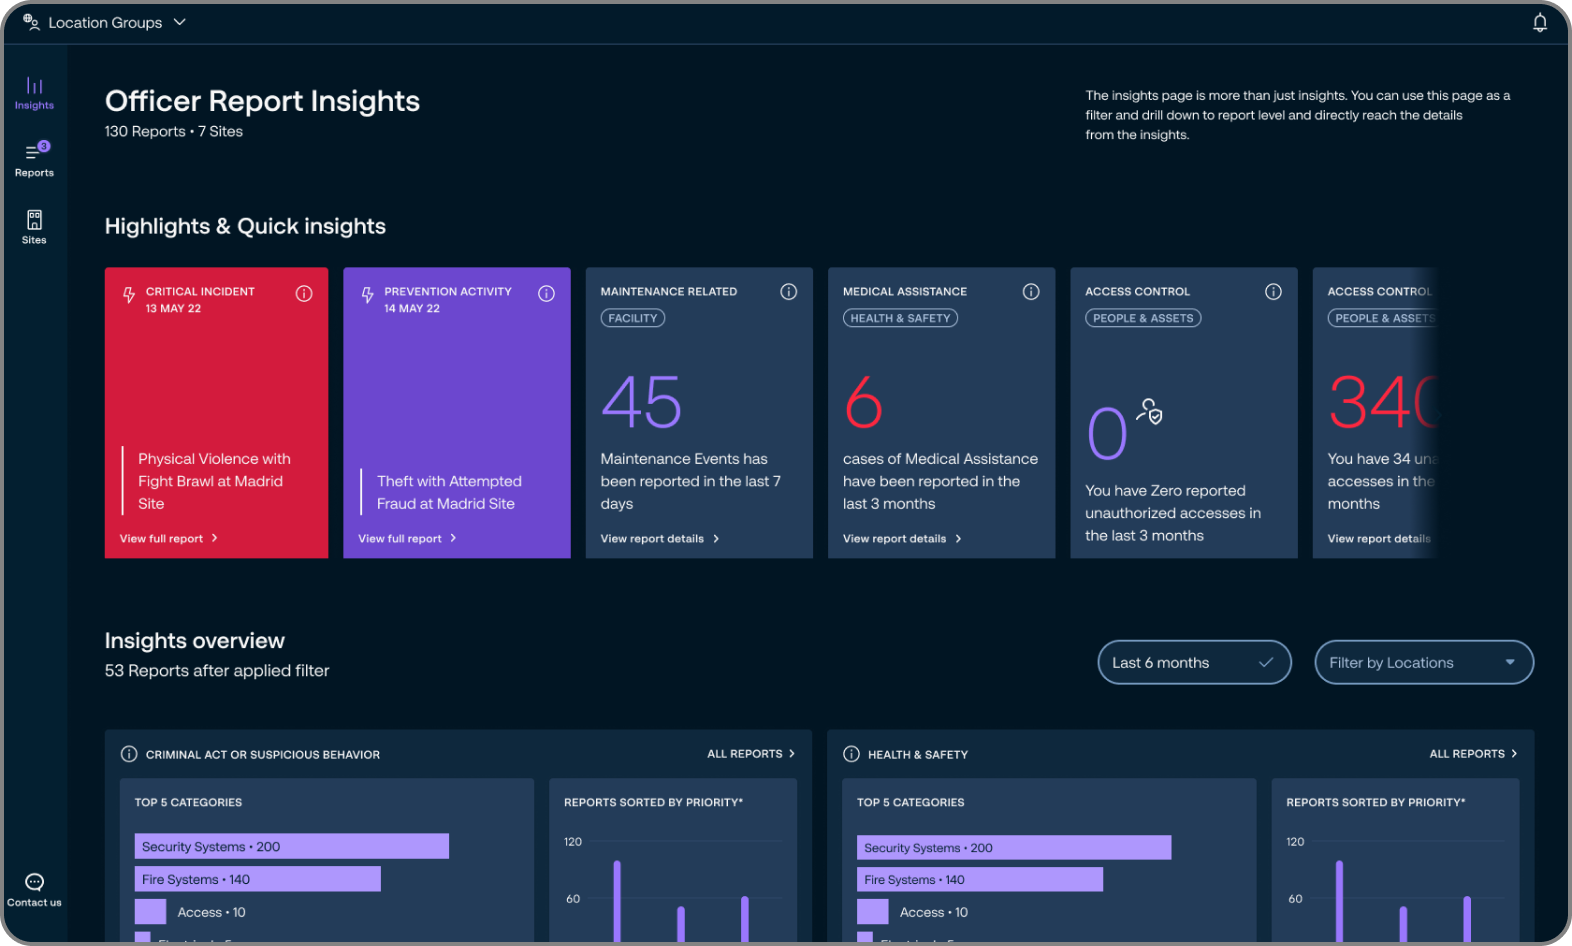 Location Groups
Insights
3
Reports
Sites
Contact us
Officer Report Insights
130 Reports • 7 Sites
The insights page is more than just insights. You can use this page as a
filter and drill down to report level and directly reach the details
from the insights.
Highlights & Quick insights
CRITICAL INCIDENT
13 MAY 22
Physical Violence with
Fight Brawl at Madrid
Site
View full report
PREVENTION ACTIVITY
14 MAY 22
Theft with Attempted
Fraud at Madrid Site
View full report
MAINTENANCE RELATED
FACILITY
45
Maintenance Events has
been reported in the last 7
days
View report details
MEDICAL ASSISTANCE
HEALTH & SAFETY
6
cases of Medical Assistance
have been reported in the
last 3 months
View report details
ACCESS CONTROL
PEOPLE & ASSETS
0
You have Zero reported
unauthorized accesses in
the last 3 months
ACCESS CONTROL
PEOPLE & ASSETS
340
You have 34 una
accesses in the
months
View report details
Insights overview
53 Reports after applied filter
Last 6 months
Filter by Locations
CRIMINAL ACT OR SUSPICIOUS BEHAVIOR
ALL REPORTS
TOP 5 CATEGORIES
Security Systems • 200
Fire Systems • 140
Access • 10
REPORTS SORTED BY PRIORITY*
120
60
HEALTH & SAFETY
ALL REPORTS
TOP 5 CATEGORIES
Security Systems • 200
Fire Systems • 140
Access • 10
REPORTS SORTED BY PRIORITY*
120
60